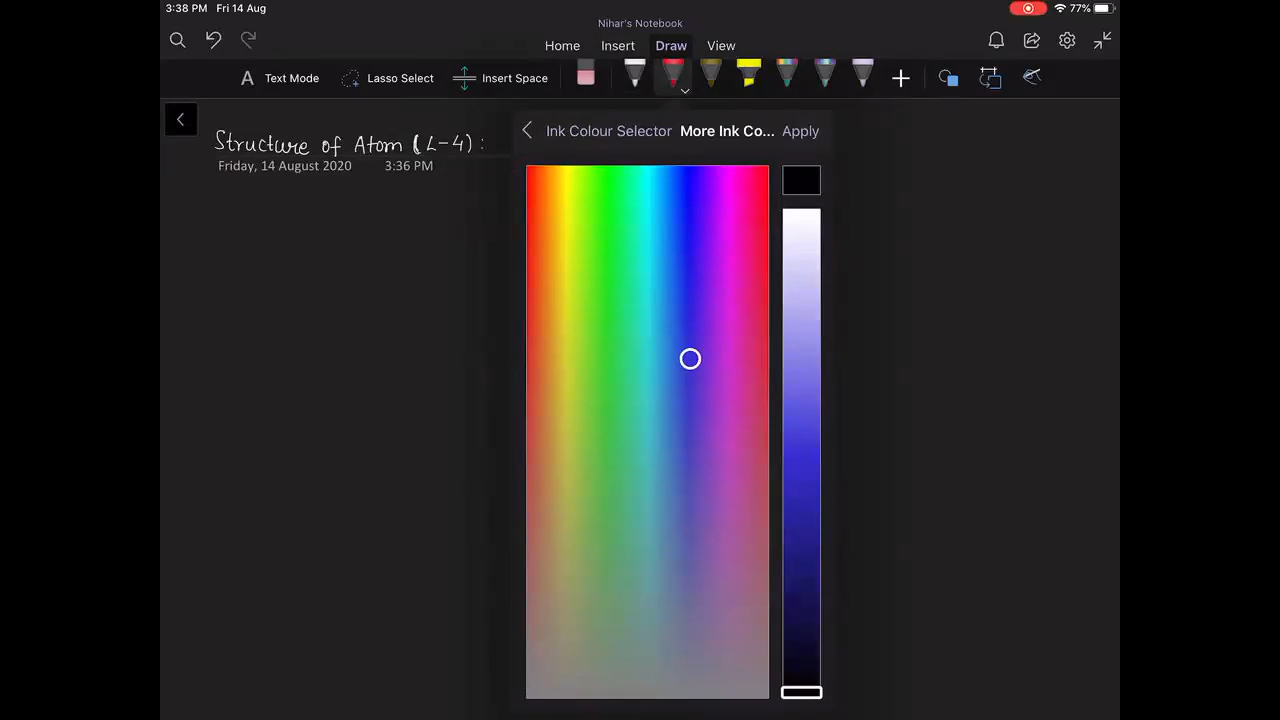 3:38 PM Fri 14 Aug 77%
Nihar's Notebook
Home Insert Draw View
A Text Mode Lasso Select Insert Space
Ink Colour Selector More Ink Co... Apply
Structure of Atom (L-4) :
Friday, 14 August 2020 3:36 PM